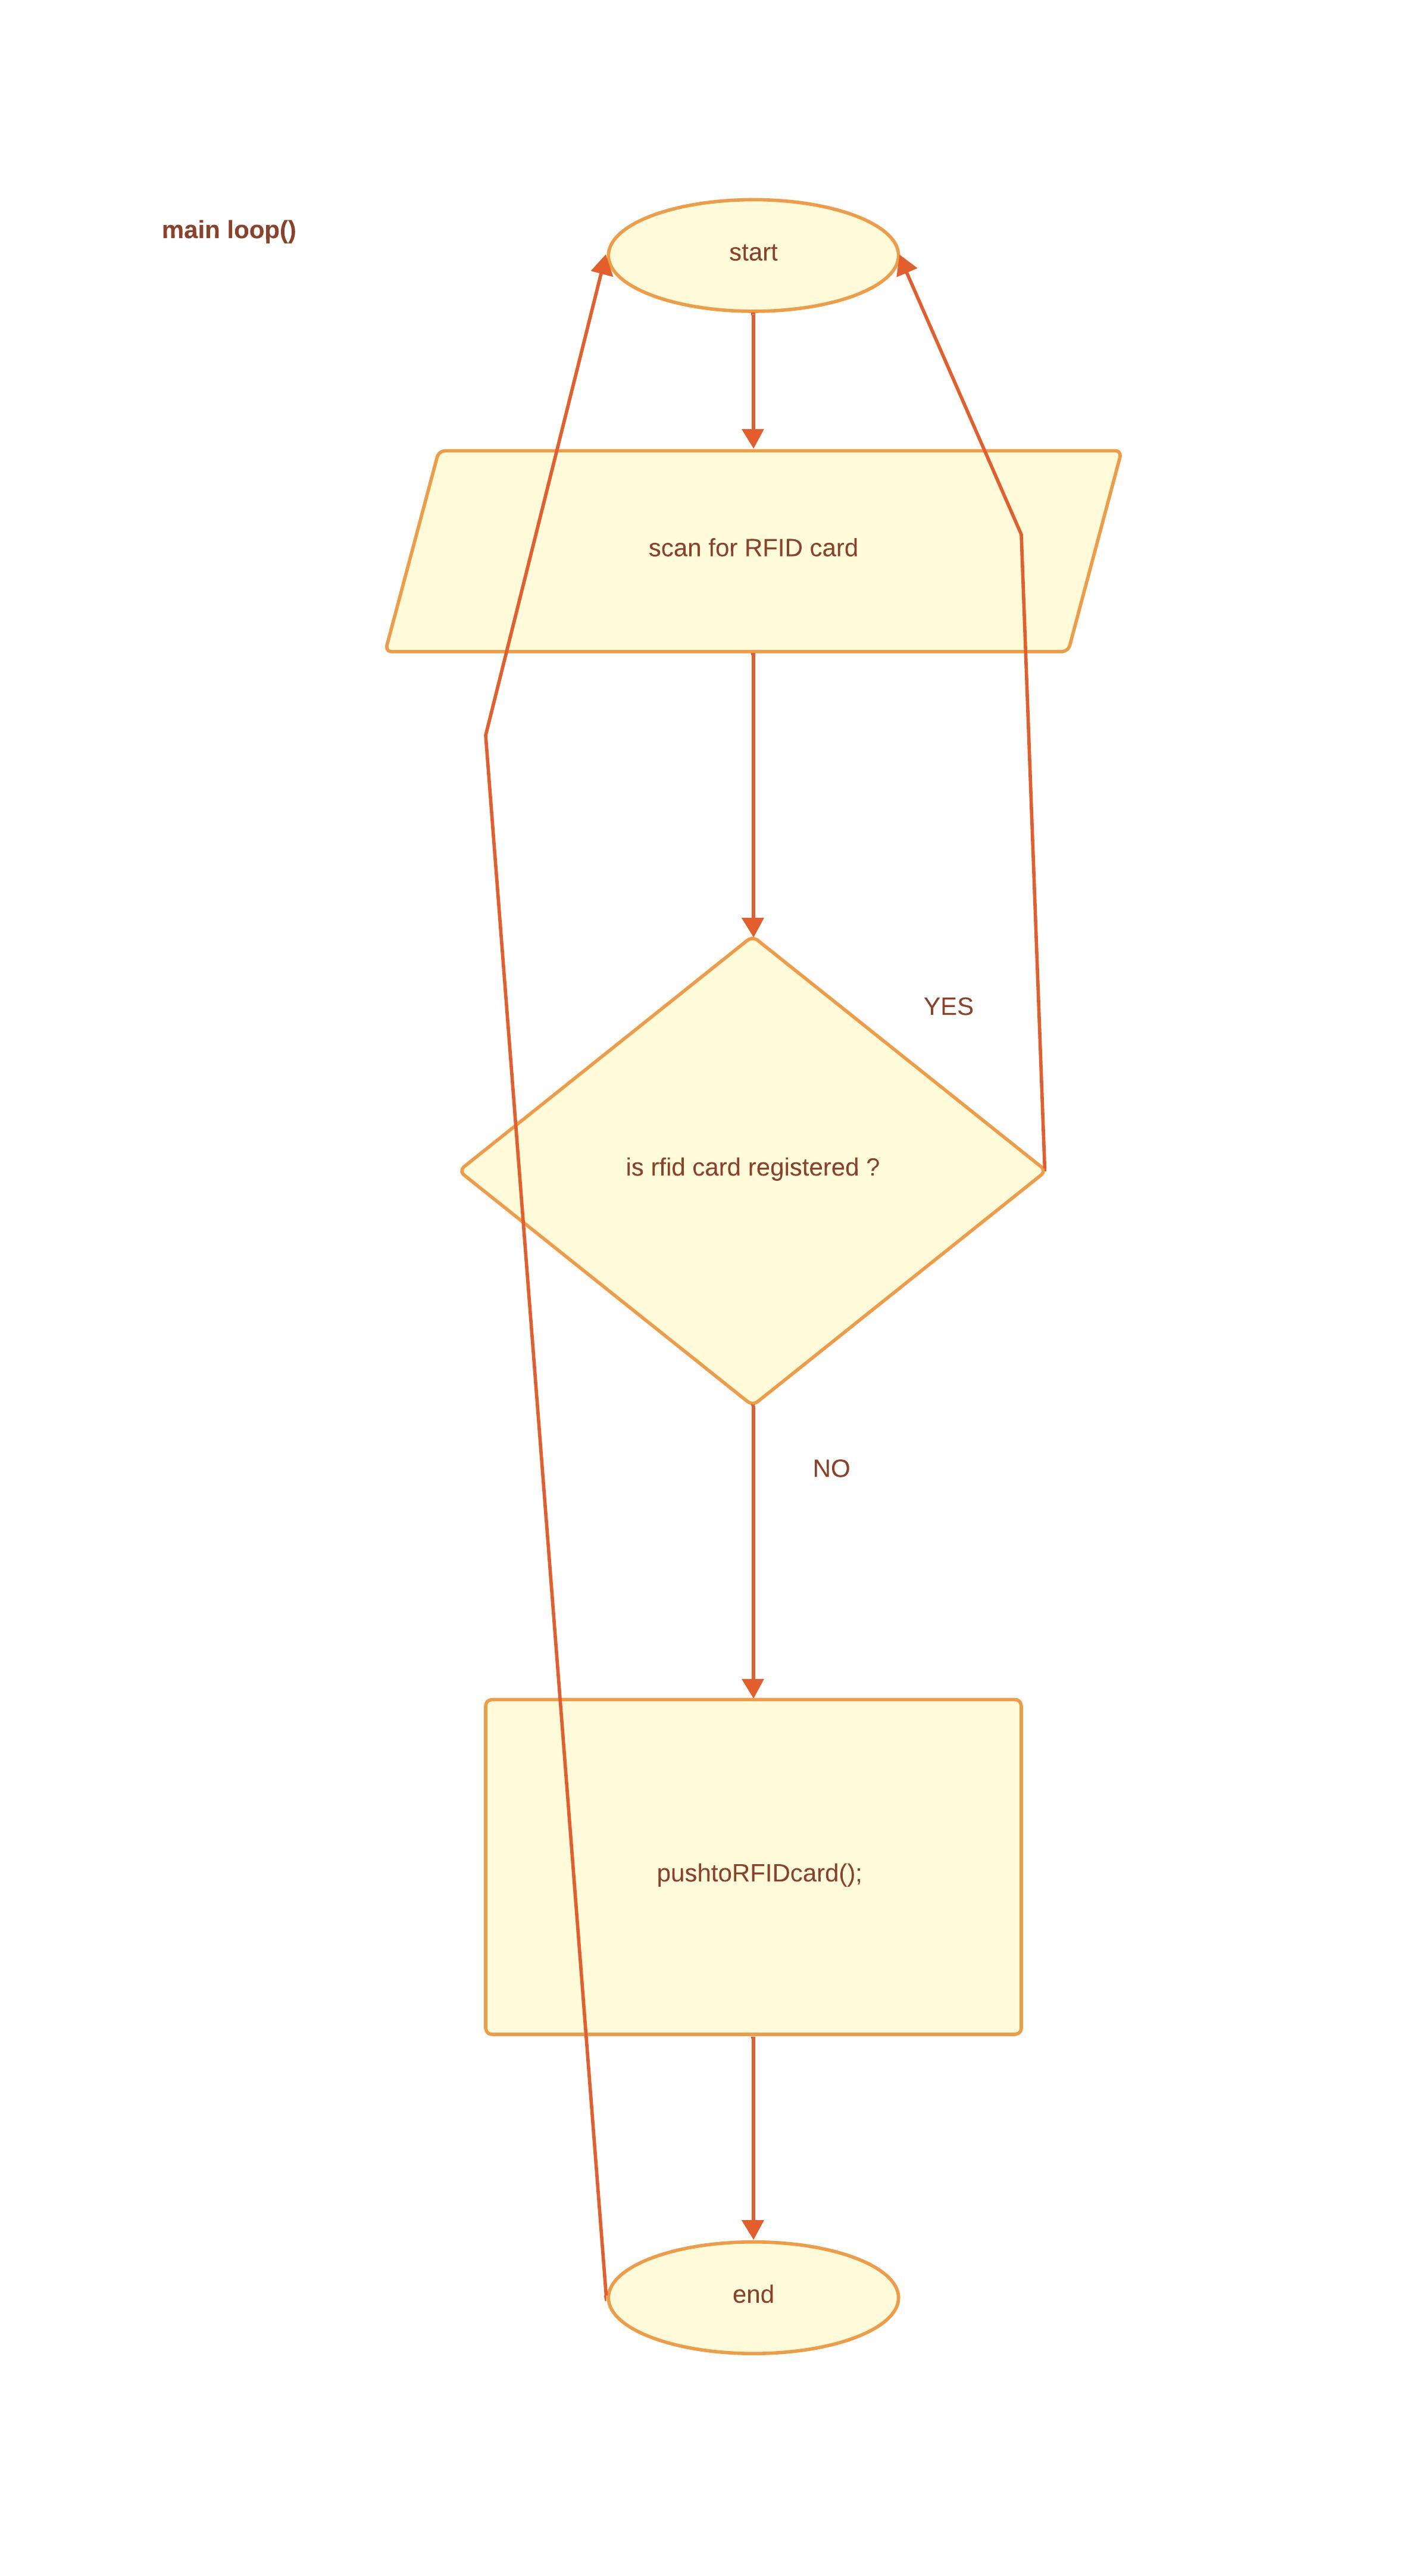 main loop()
start
scan for RFID card
YES
is rfid card registered ?
NO
pushtoRFIDcard();
end